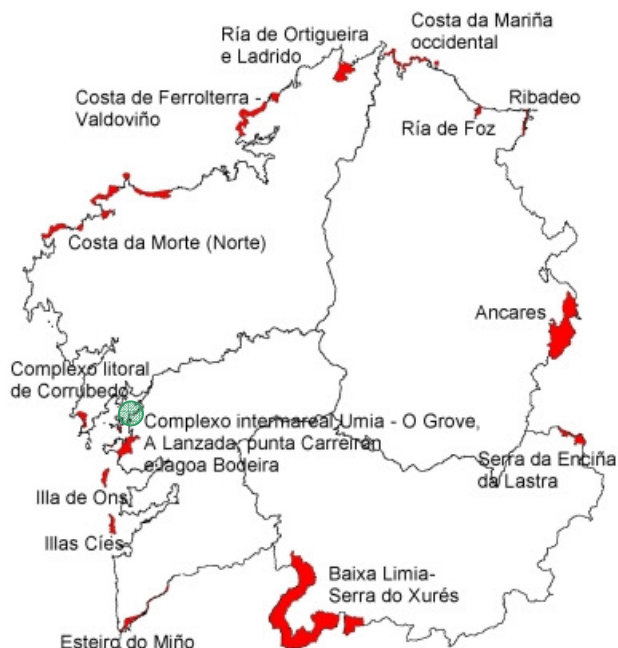 Costa da Mariña
occidental
Ría de Ortigueira
e Ladrido
Costa de Ferrolterra -
Valdoviño
Ribadeo
Ría de Foz
Costa da Morte (Norte)
Ancares
Complexo litoral
de Corrubedo
Complexo intermareal Umia - O Grove,
A Lanzada, punta Carreirón
e lagoa Bodeira
Serra da Enciña
da Lastra
Illa de Ons
Illas Cíes
Baixa Limia-
Serra do Xurés
Esteiro do Miño